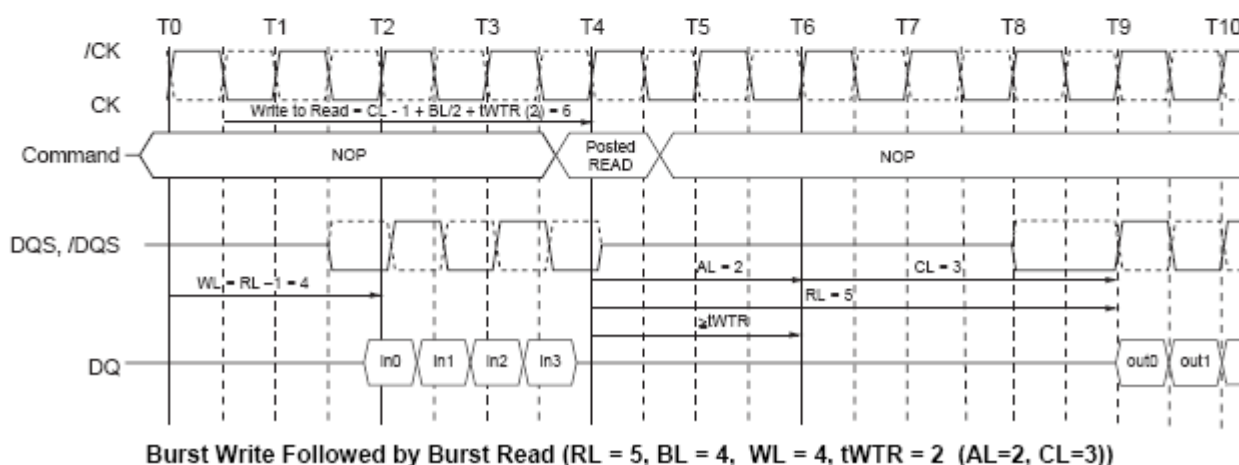 T0 T1 T2 T3 T4 T5 T6 T7 T8 T9 T10
/CK
CK
Write to Read = CL - 1 + BL/2 + tWTR (2) = 6
Command
NOP
Posted
READ
NOP
DQS, /DQS
AL = 2
CL = 3
WL = RL –1 = 4
RL = 5
≥tWTR
DQ
In0 In1 In2 In3
out0 out1
Burst Write Followed by Burst Read (RL = 5, BL = 4, WL = 4, tWTR = 2 (AL=2, CL=3))